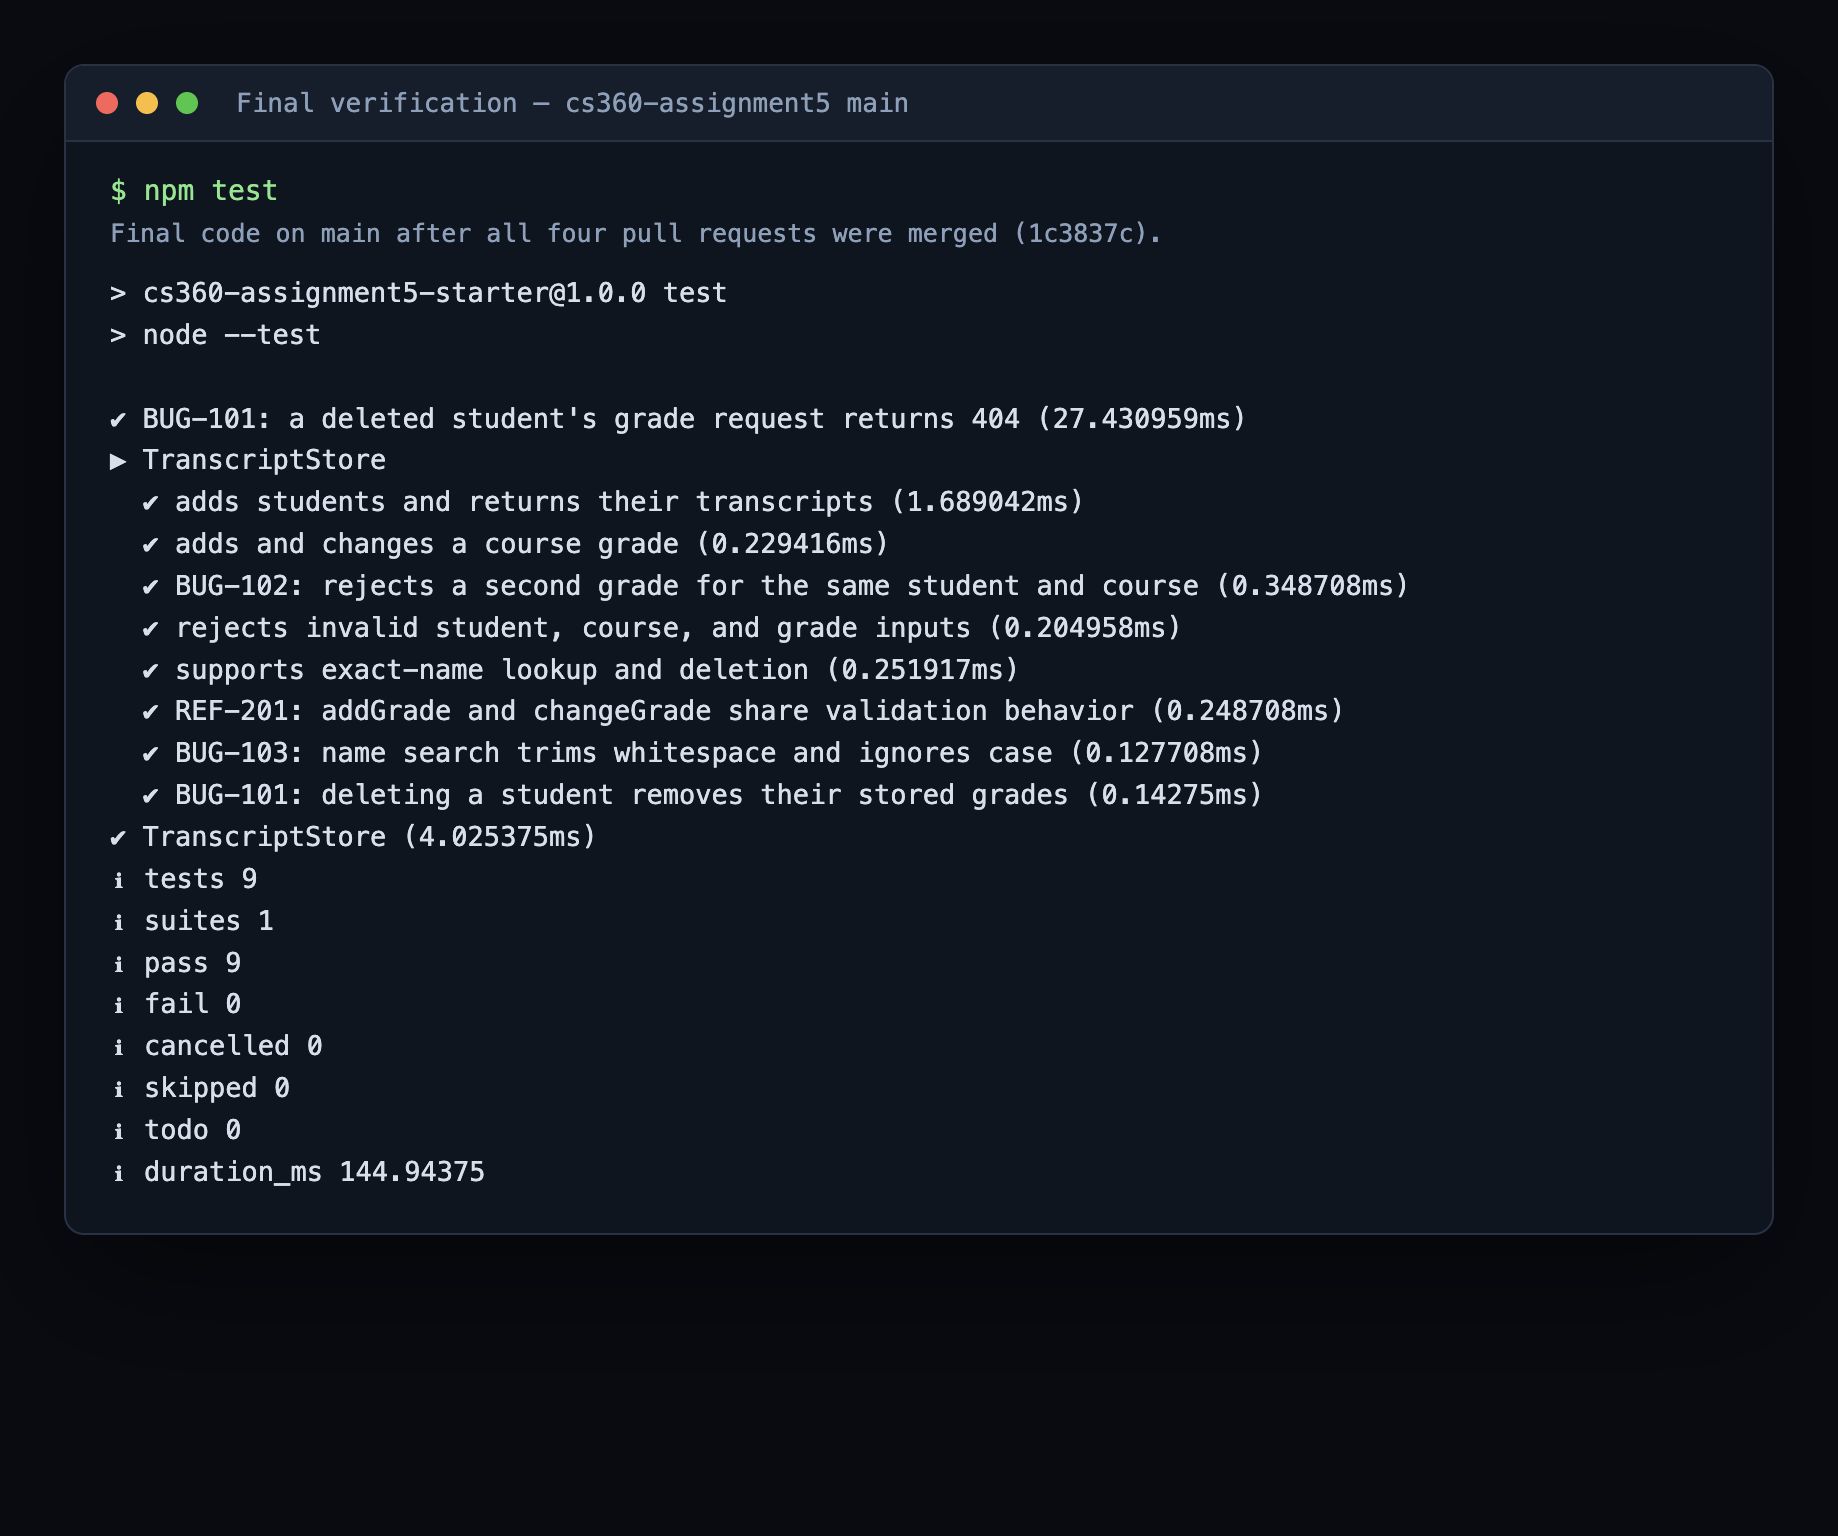 Final verification — cs360-assignment5 main
$ npm test
Final code on main after all four pull requests were merged (1c3837c).
> cs360-assignment5-starter@1.0.0 test
> node --test
✔ BUG-101: a deleted student's grade request returns 404 (27.430959ms)
▶ TranscriptStore
✔ adds students and returns their transcripts (1.689042ms)
✔ adds and changes a course grade (0.229416ms)
✔ BUG-102: rejects a second grade for the same student and course (0.348708ms)
✔ rejects invalid student, course, and grade inputs (0.204958ms)
✔ supports exact-name lookup and deletion (0.251917ms)
✔ REF-201: addGrade and changeGrade share validation behavior (0.248708ms)
✔ BUG-103: name search trims whitespace and ignores case (0.127708ms)
✔ BUG-101: deleting a student removes their stored grades (0.14275ms)
✔ TranscriptStore (4.025375ms)
ℹ tests 9
ℹ suites 1
ℹ pass 9
ℹ fail 0
ℹ cancelled 0
ℹ skipped 0
ℹ todo 0
ℹ duration_ms 144.94375